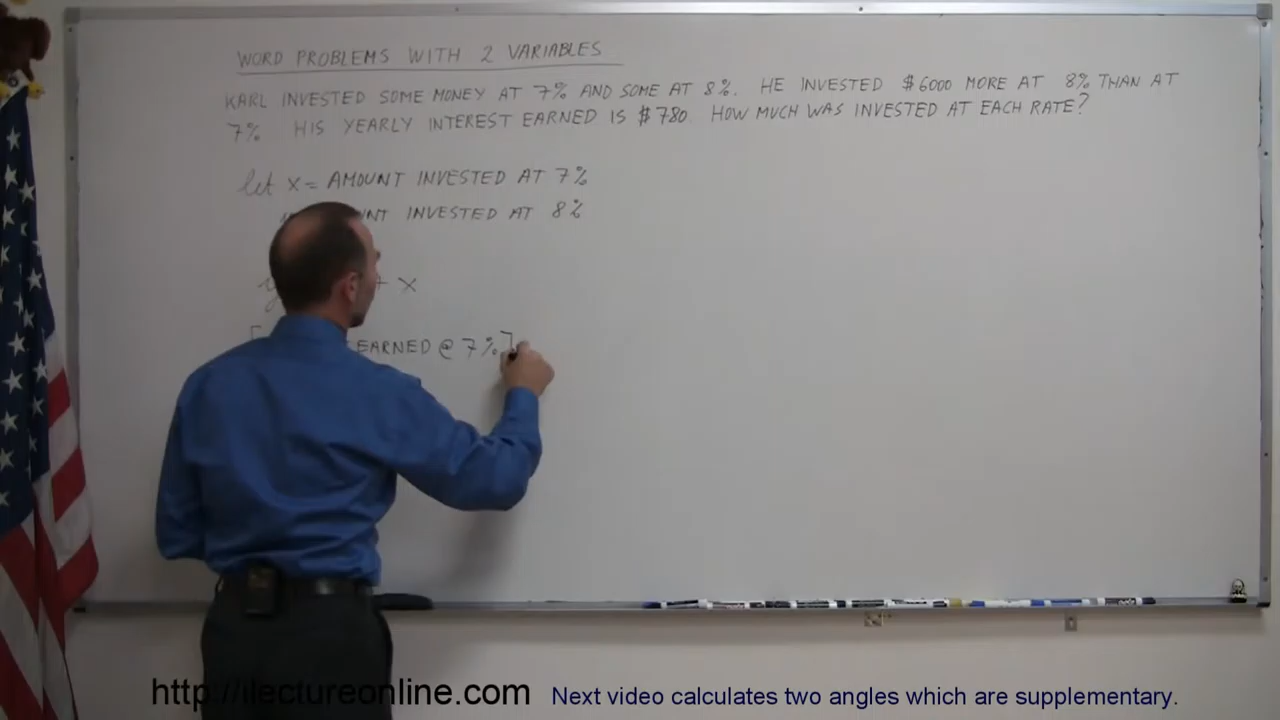 WORD PROBLEMS WITH 2 VARIABLES
KARL INVESTED SOME MONEY AT 7% AND SOME AT 8%. HE INVESTED $6000 MORE AT 8% THAN AT
7% HIS YEARLY INTEREST EARNED IS $780. HOW MUCH WAS INVESTED AT EACH RATE?
let x = AMOUNT INVESTED AT 7%
INVESTED AT 8%
y + x
[ EARNED @ 7%]
http://ilectureonline.com Next video calculates two angles which are supplementary.